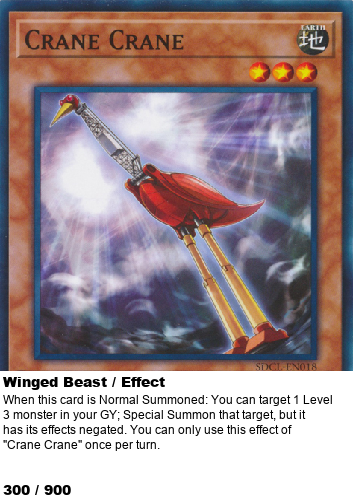 CRANE CRANE
EARTH
地
SDCL-EN018
Winged Beast / Effect
When this card is Normal Summoned: You can target 1 Level
3 monster in your GY; Special Summon that target, but it
has its effects negated. You can only use this effect of
"Crane Crane" once per turn.
300 / 900